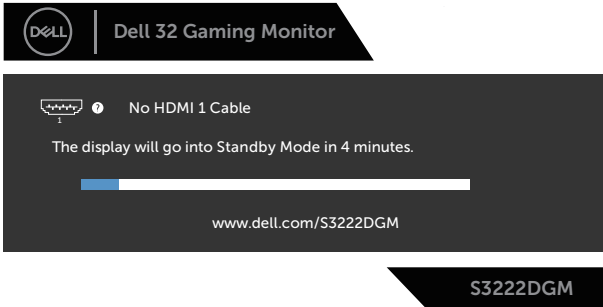 DELL
Dell 32 Gaming Monitor
? No HDMI 1 Cable
1
The display will go into Standby Mode in 4 minutes.
www.dell.com/S3222DGM
S3222DGM